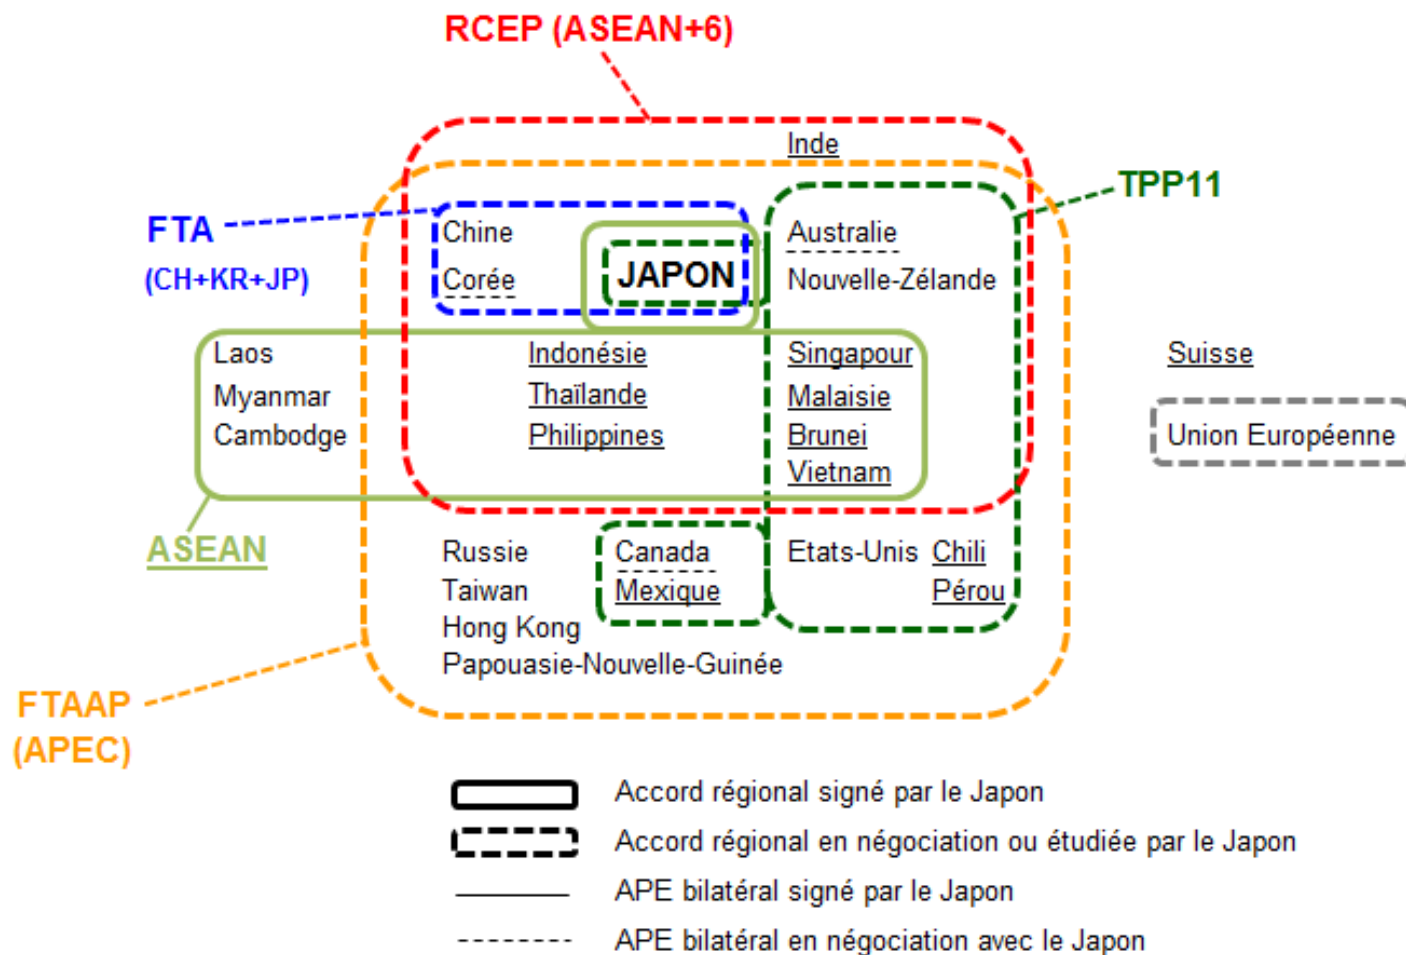 RCEP (ASEAN+6)
Inde
TPP11
FTA
(CH+KR+JP)
Chine
Corée
JAPON
Australie
Nouvelle-Zélande
Laos
Myanmar
Cambodge
Indonésie
Thaïlande
Philippines
Singapour
Malaisie
Brunei
Vietnam
Suisse
Union Européenne
ASEAN
Russie
Taiwan
Hong Kong
Papouasie-Nouvelle-Guinée
Canada
Mexique
Etats-Unis
Chili
Pérou
FTAAP
(APEC)
Accord régional signé par le Japon
Accord régional en négociation ou étudiée par le Japon
APE bilatéral signé par le Japon
APE bilatéral en négociation avec le Japon